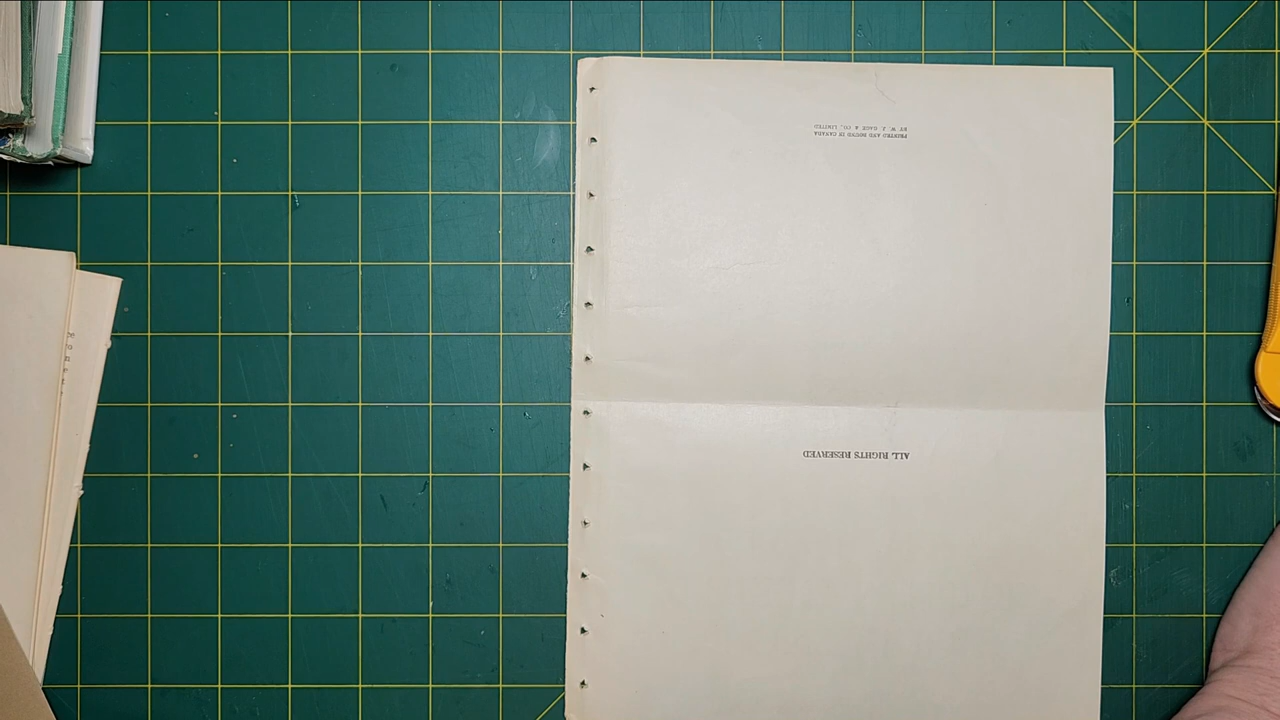 ALL RIGHTS RESERVED
PRINTED AND BOUND IN CANADA
BY W. J. GAGE & CO., LIMITED